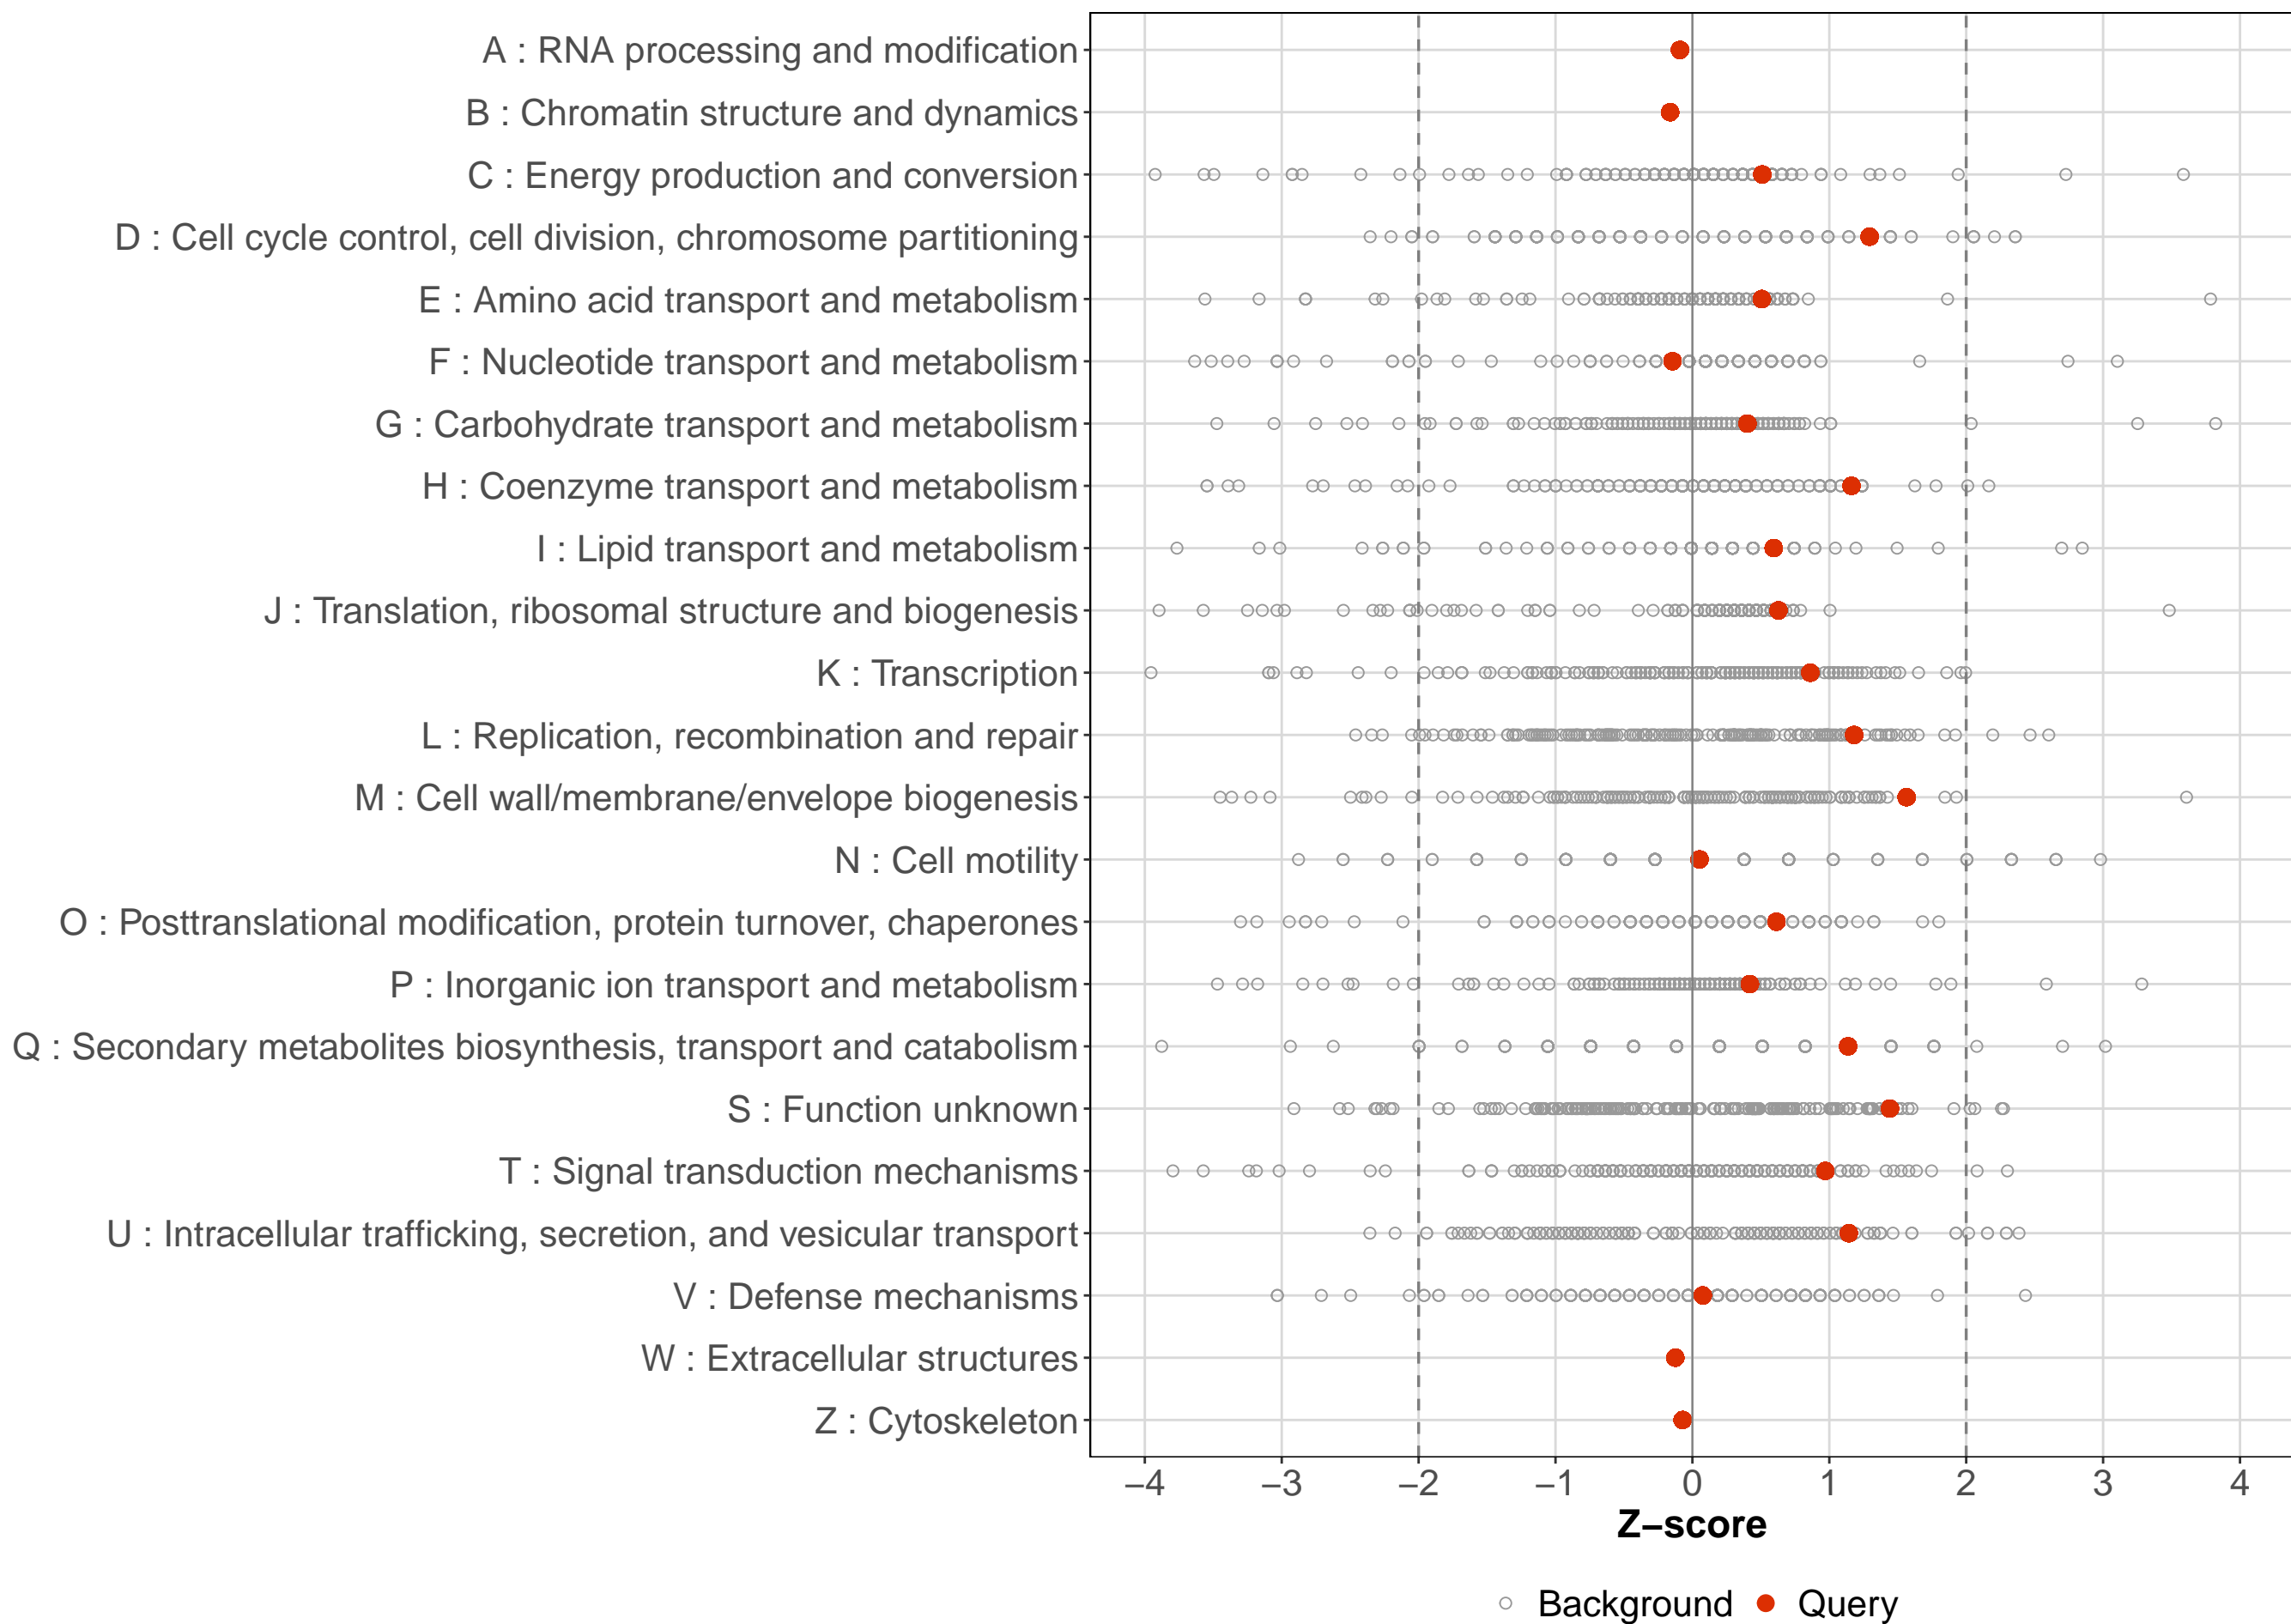 A : RNA processing and modification
B : Chromatin structure and dynamics
C : Energy production and conversion
D : Cell cycle control, cell division, chromosome partitioning
E : Amino acid transport and metabolism
F : Nucleotide transport and metabolism
G : Carbohydrate transport and metabolism
H : Coenzyme transport and metabolism
I : Lipid transport and metabolism
J : Translation, ribosomal structure and biogenesis
K : Transcription
L : Replication, recombination and repair
M : Cell wall/membrane/envelope biogenesis
N : Cell motility
O : Posttranslational modification, protein turnover, chaperones
P : Inorganic ion transport and metabolism
Q : Secondary metabolites biosynthesis, transport and catabolism
S : Function unknown
T : Signal transduction mechanisms
U : Intracellular trafficking, secretion, and vesicular transport
V : Defense mechanisms
W : Extracellular structures
Z : Cytoskeleton
−4 −3 −2 −1 0 1 2 3 4
Z−score
Background Query